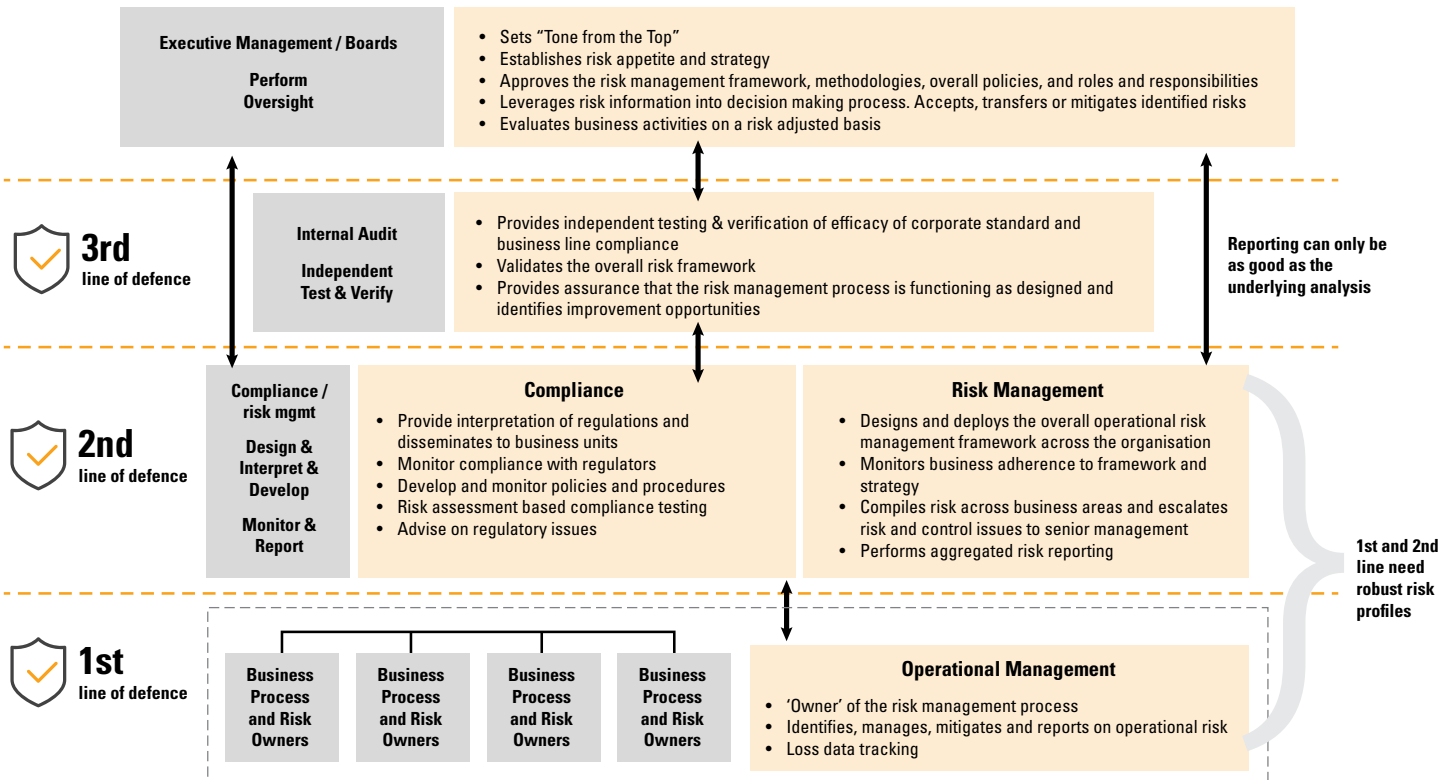 Executive Management / Boards
Perform
Oversight
• Sets “Tone from the Top”
• Establishes risk appetite and strategy
• Approves the risk management framework, methodologies, overall policies, and roles and responsibilities
• Leverages risk information into decision making process. Accepts, transfers or mitigates identified risks
• Evaluates business activities on a risk adjusted basis
3rd
line of defence
Internal Audit
Independent
Test & Verify
• Provides independent testing & verification of efficacy of corporate standard and
business line compliance
• Validates the overall risk framework
• Provides assurance that the risk management process is functioning as designed and
identifies improvement opportunities
Reporting can only be
as good as the
underlying analysis
2nd
line of defence
Compliance /
risk mgmt
Design &
Interpret &
Develop
Monitor &
Report
Compliance
• Provide interpretation of regulations and
disseminates to business units
• Monitor compliance with regulators
• Develop and monitor policies and procedures
• Risk assessment based compliance testing
• Advise on regulatory issues
Risk Management
• Designs and deploys the overall operational risk
management framework across the organisation
• Monitors business adherence to framework and
strategy
• Compiles risk across business areas and escalates
risk and control issues to senior management
• Performs aggregated risk reporting
1st and 2nd
line need
robust risk
profiles
1st
line of defence
Business
Process
and Risk
Owners
Business
Process
and Risk
Owners
Business
Process
and Risk
Owners
Business
Process
and Risk
Owners
Operational Management
• ‘Owner’ of the risk management process
• Identifies, manages, mitigates and reports on operational risk
• Loss data tracking